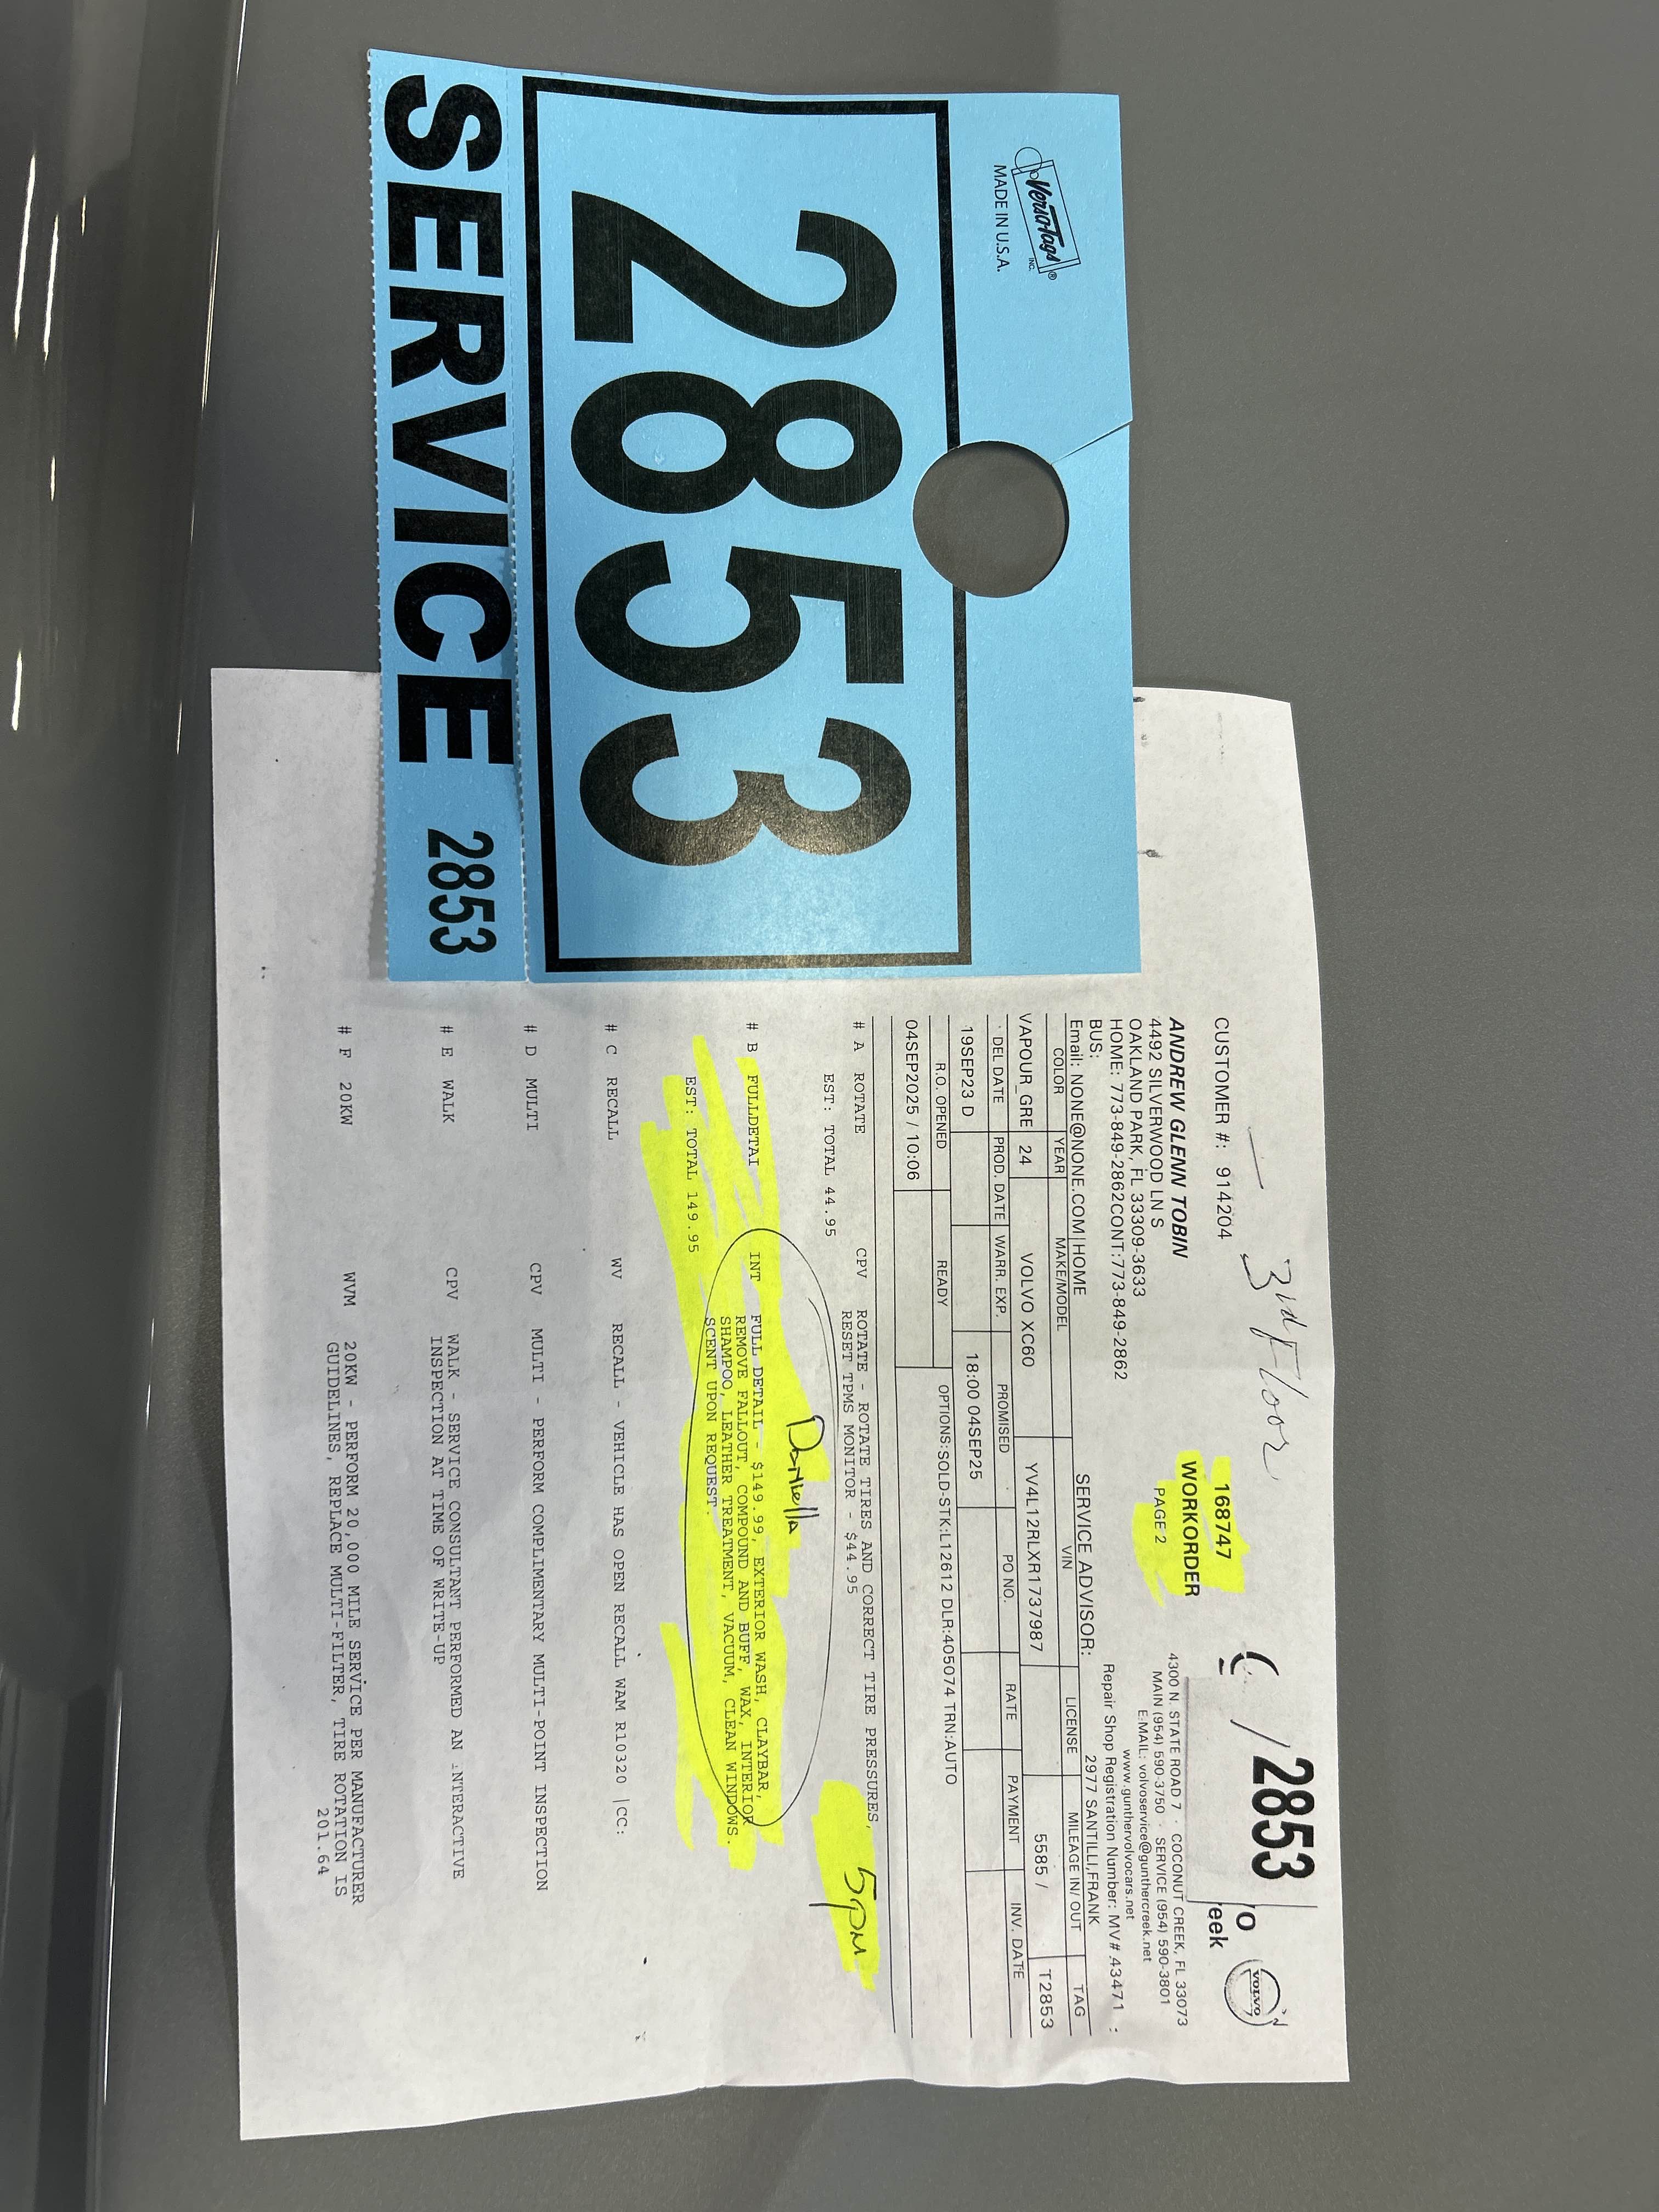 Versa-Tags®
INC.
MADE IN U.S.A.
2853
SERVICE 2853
3rd Floor
2853
CUSTOMER #: 914204
168747
WORKORDER
PAGE 2
eek
VOLVO
ANDREW GLENN TOBIN
4492 SILVERWOOD LN S
OAKLAND PARK, FL 33309-3633
HOME: 773-849-2862CONT:773-849-2862
BUS:
Email: NONE@NONE.COM|HOME
4300 N. STATE ROAD 7 · COCONUT CREEK, FL 33073
MAIN (954) 590-3750 · SERVICE (954) 590-3801
E:MAIL: volvoservice@gunthercreek.net
www.gunthervolvocars.net
Repair Shop Registration Number: MV# 43471 :
SERVICE ADVISOR: 2977 SANTILLI,FRANK
COLOR YEAR MAKE/MODEL VIN LICENSE MILEAGE IN/ OUT TAG
VAPOUR_GRE 24 VOLVO XC60 YV4L12RLXR1737987 5585 / T2853
DEL DATE PROD. DATE WARR. EXP. PROMISED PO NO. RATE PAYMENT INV. DATE
19SEP23 D 18:00 04SEP25
R.O. OPENED READY OPTIONS:SOLD-STK:L12612 DLR:405074 TRN:AUTO
04SEP2025 / 10:06
# A ROTATE CPV ROTATE - ROTATE TIRES AND CORRECT TIRE PRESSURES,
RESET TPMS MONITOR - $44.95
EST: TOTAL 44.95
5pm
# B FULLDETAI INT FULL DETAIL - $149.99, EXTERIOR WASH, CLAYBAR,
REMOVE FALLOUT, COMPOUND AND BUFF, WAX, INTERIOR
SHAMPOO, LEATHER TREATMENT, VACUUM, CLEAN WINDOWS.
SCENT UPON REQUEST.
EST: TOTAL 149.95
# C RECALL WV RECALL - VEHICLE HAS OPEN RECALL WAM R10320 |CC:
# D MULTI CPV MULTI - PERFORM COMPLIMENTARY MULTI-POINT INSPECTION
# E WALK CPV WALK - SERVICE CONSULTANT PERFORMED AN INTERACTIVE
INSPECTION AT TIME OF WRITE-UP
# F 20KW WVM 20KW - PERFORM 20,000 MILE SERVICE PER MANUFACTURER
GUIDELINES, REPLACE MULTI-FILTER, TIRE ROTATION IS
201.64